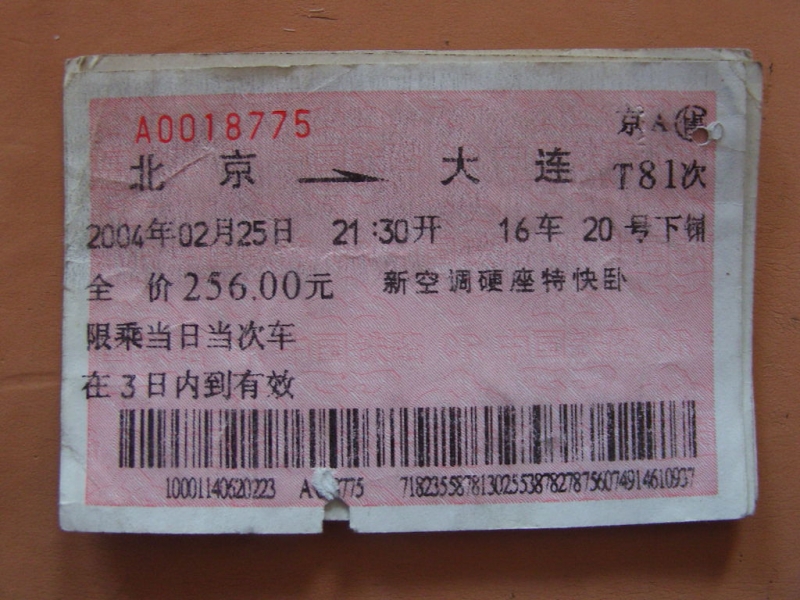 A0018775 京A 售
北京 大连 T81次
2004年02月25日 21:30开 16车 20号下铺
全 价 256.00元 新空调硬座特快卧
限乘当日当次车
在3日内到有效
10001140620223 A 8775 71823558781302553878278756074914610937